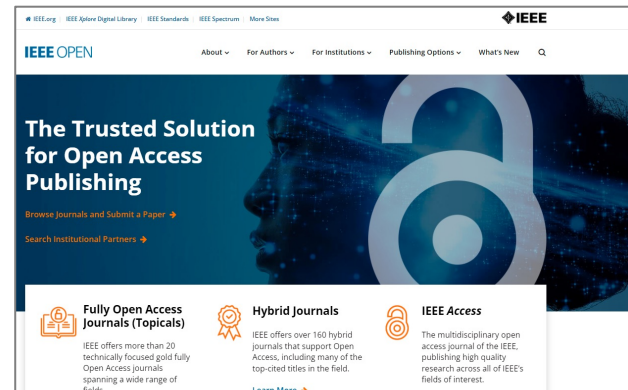 IEEE.org | IEEE Xplore Digital Library | IEEE Standards | IEEE Spectrum | More Sites
IEEE
IEEE OPEN
About For Authors For Institutions Publishing Options What's New
The Trusted Solution
for Open Access
Publishing
Browse Journals and Submit a Paper →
Search Institutional Partners →
Fully Open Access
Journals (Topicals)
IEEE offers more than 20
technically focused gold fully
Open Access journals
spanning a wide range of
fields.
Hybrid Journals
IEEE offers over 160 hybrid
journals that support Open
Access, including many of the
top-cited titles in the field.
Learn More →
IEEE Access
The multidisciplinary open
access journal of the IEEE,
publishing high quality
research across all of IEEE's
fields of interest.